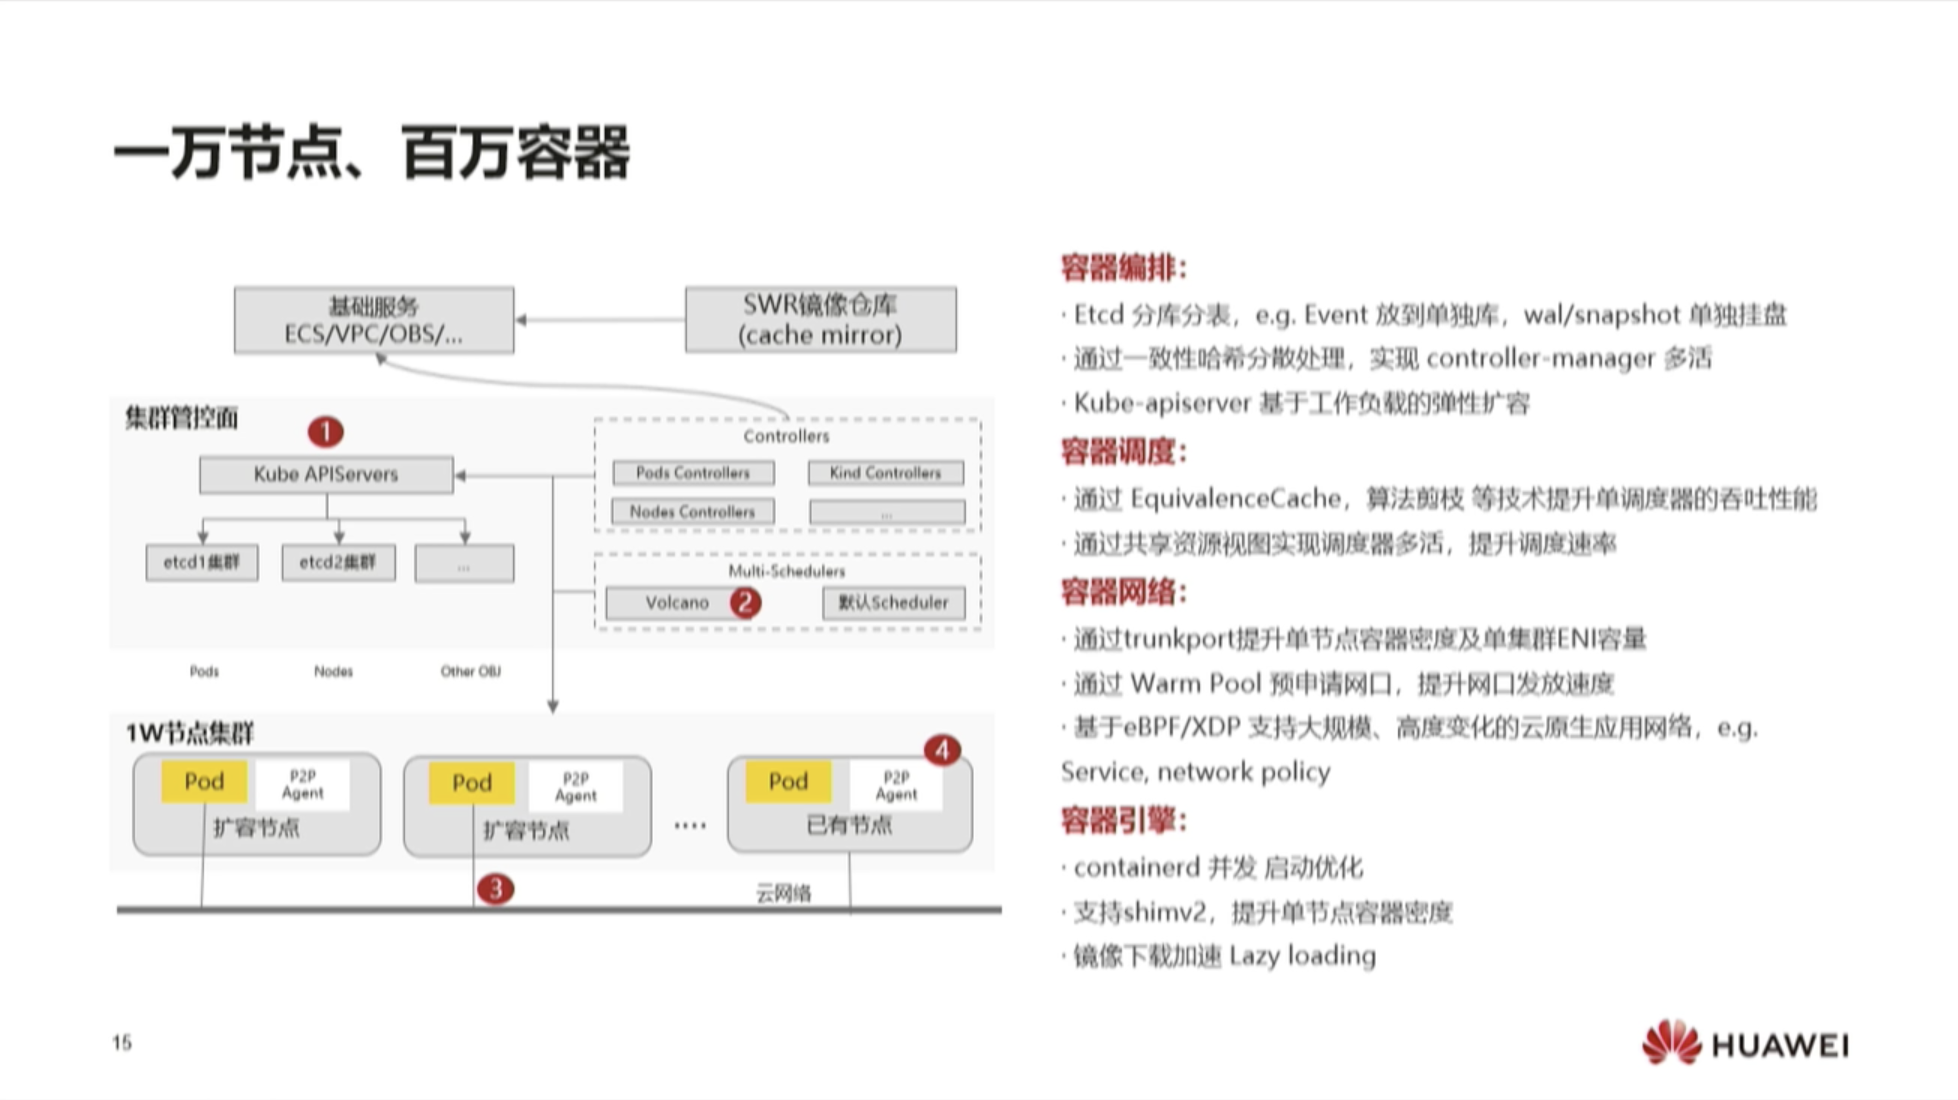 一万节点、百万容器
基础服务
ECS/VPC/OBS/...
SWR镜像仓库
(cache mirror)
集群管控面
1
Kube APIServers
etcd1集群
etcd2集群
...
Controllers
Pods Controllers
Kind Controllers
Nodes Controllers
...
Multi-Schedulers
Volcano
2
默认Scheduler
Pods
Nodes
Other OBJ
1W节点集群
Pod
P2P
Agent
扩容节点
Pod
P2P
Agent
扩容节点
....
4
Pod
P2P
Agent
已有节点
3
云网络
容器编排：
· Etcd 分库分表，e.g. Event 放到单独库，wal/snapshot 单独挂盘
· 通过一致性哈希分散处理，实现 controller-manager 多活
· Kube-apiserver 基于工作负载的弹性扩容
容器调度：
· 通过 EquivalenceCache，算法剪枝 等技术提升单调度器的吞吐性能
· 通过共享资源视图实现调度器多活，提升调度速率
容器网络：
· 通过trunkport提升单节点容器密度及单集群ENI容量
· 通过 Warm Pool 预申请网口，提升网口发放速度
· 基于eBPF/XDP 支持大规模、高度变化的云原生应用网络，e.g.
Service, network policy
容器引擎：
· containerd 并发 启动优化
· 支持shimv2，提升单节点容器密度
· 镜像下载加速 Lazy loading
15
HUAWEI